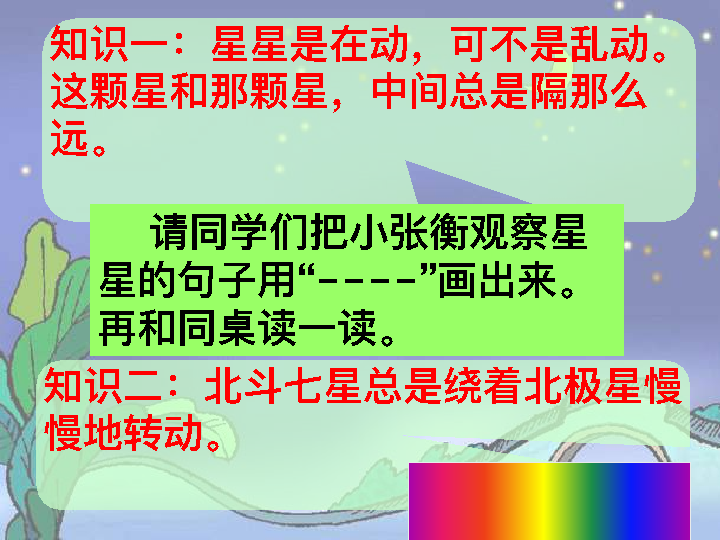 知识一：星星是在动，可不是乱动。
这颗星和那颗星，中间总是隔那么
远。
请同学们把小张衡观察星
星的句子用“----”画出来。
再和同桌读一读。
知识二：北斗七星总是绕着北极星慢
慢地转动。